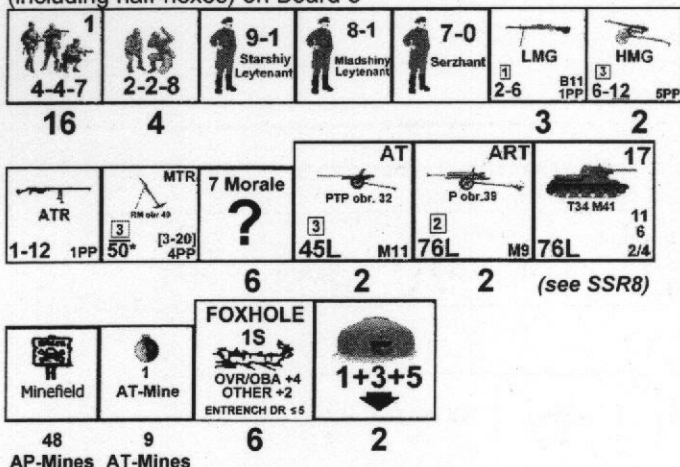 (including half-hexes) on Board
1
4-4-7
16
2-2-8
4
9-1
Starshiy
Leytenant
8-1
Mladshiny
Leytenant
7-0
Serzhant
LMG
1
2-6
B11
1PP
3
HMG
3
6-12
5PP
2
ATR
1-12
1PP
MTR
RM obr 40
3
50*
[3-20]
4PP
7 Morale
?
6
AT
PTP obr. 32
3
45L
M11
2
ART
P obr.39
2
76L
M9
2
17
T34 M41
11
6
76L
2/4
(see SSR8)
Minefield
48
AP-Mines
1
AT-Mine
9
AT-Mines
FOXHOLE
1S
OVR/OBA +4
OTHER +2
ENTRENCH DR ≤5
6
1+3+5
2